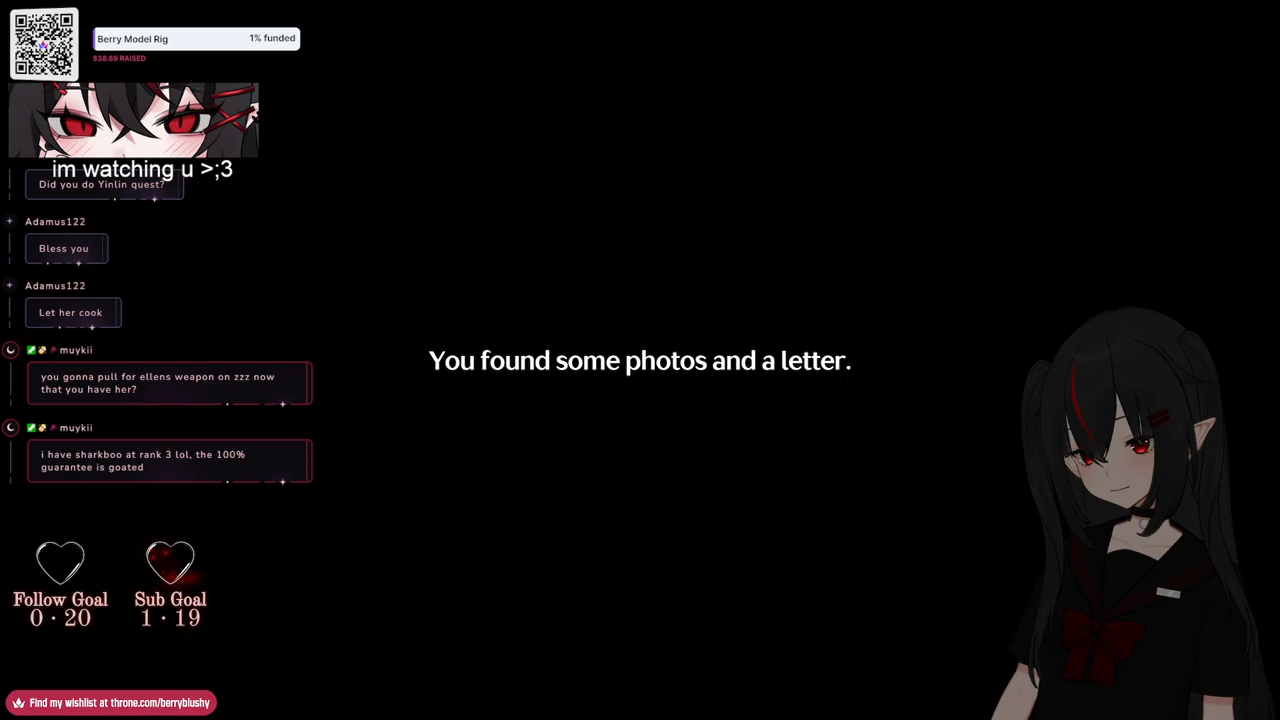 Berry Model Rig 1% funded
$38.69 RAISED
im watching u >;3
Did you do Yinlin quest?
Adamus122
Bless you
Adamus122
Let her cook
muykii
you gonna pull for ellens weapon on zzz now
that you have her?
muykii
i have sharkboo at rank 3 lol, the 100%
guarantee is goated
You found some photos and a letter.
Follow Goal
0 · 20
Sub Goal
1 · 19
Find my wishlist at throne.com/berryblushy